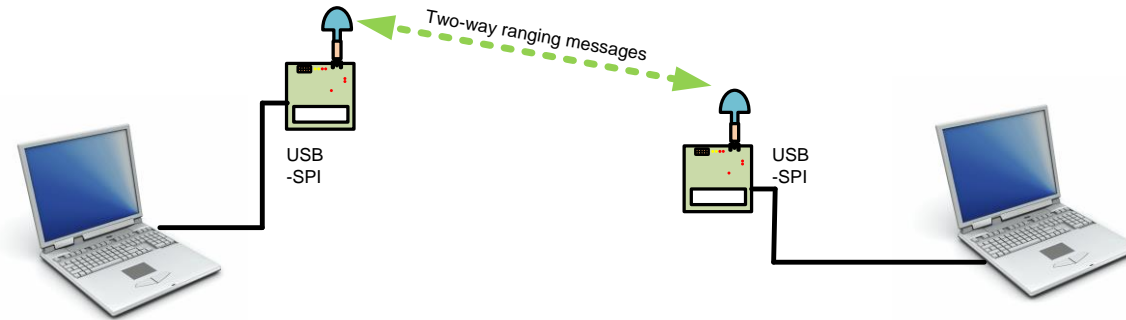 Two-way ranging messages
USB
-SPI
USB
-SPI